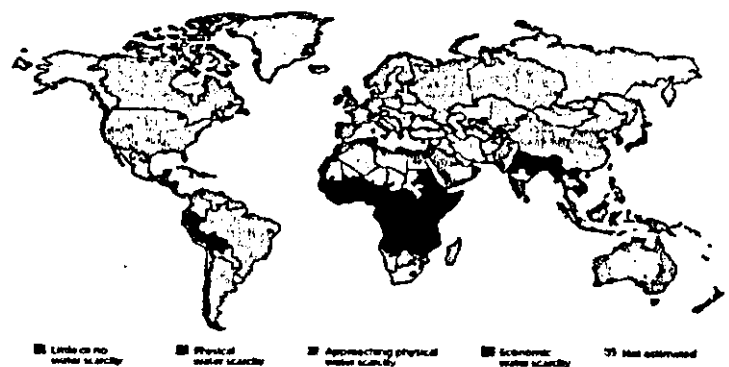 Little or no
water scarcity
Physical
water scarcity
Approaching physical
water scarcity
Economic
water scarcity
Not estimated